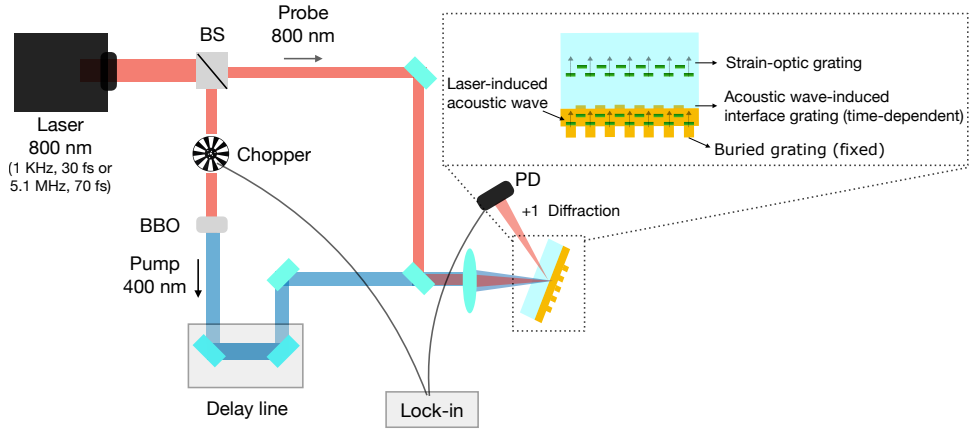 Probe
800 nm
BS
Laser
800 nm
(1 KHz, 30 fs or
5.1 MHz, 70 fs)
Chopper
BBO
Pump
400 nm
Delay line
Lock-in
PD
+1 Diffraction
Strain-optic grating
Laser-induced
acoustic wave
Acoustic wave-induced
interface grating (time-dependent)
Buried grating (fixed)